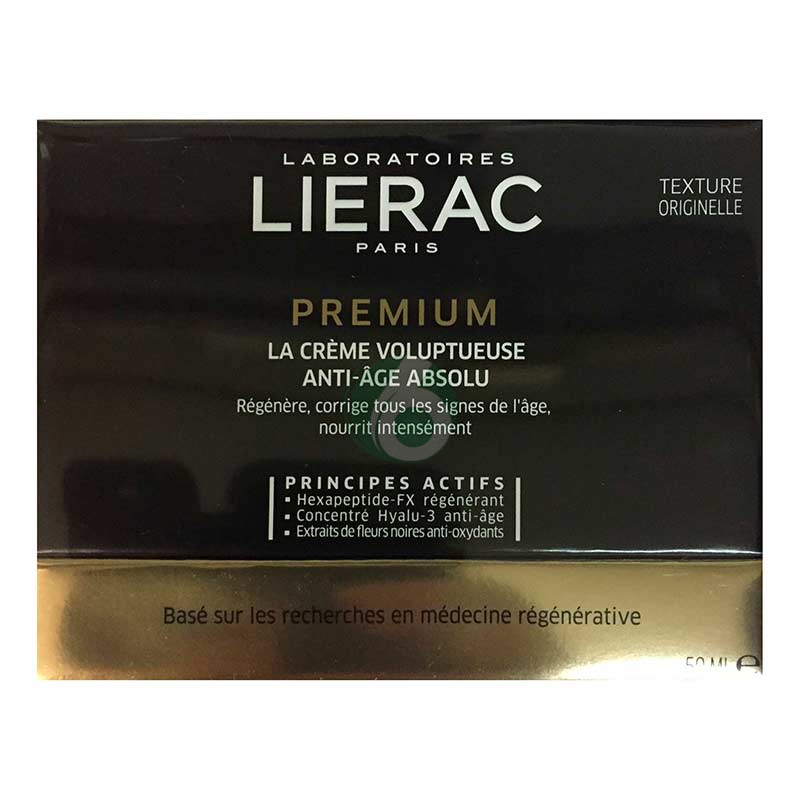 LABORATOIRES
LIERAC
PARIS
TEXTURE
ORIGINELLE
PREMIUM
LA CRÈME VOLUPTUEUSE
ANTI-ÂGE ABSOLU
Régénère, corrige tous les signes de l'âge,
nourrit intensément
PRINCIPES ACTIFS
▪ Hexapeptide-FX régénérant
▪ Concentré Hyalu-3 anti-âge
▪ Extraits de fleurs noires anti-oxydants
Basé sur les recherches en médecine régénérative
50 ML ℮